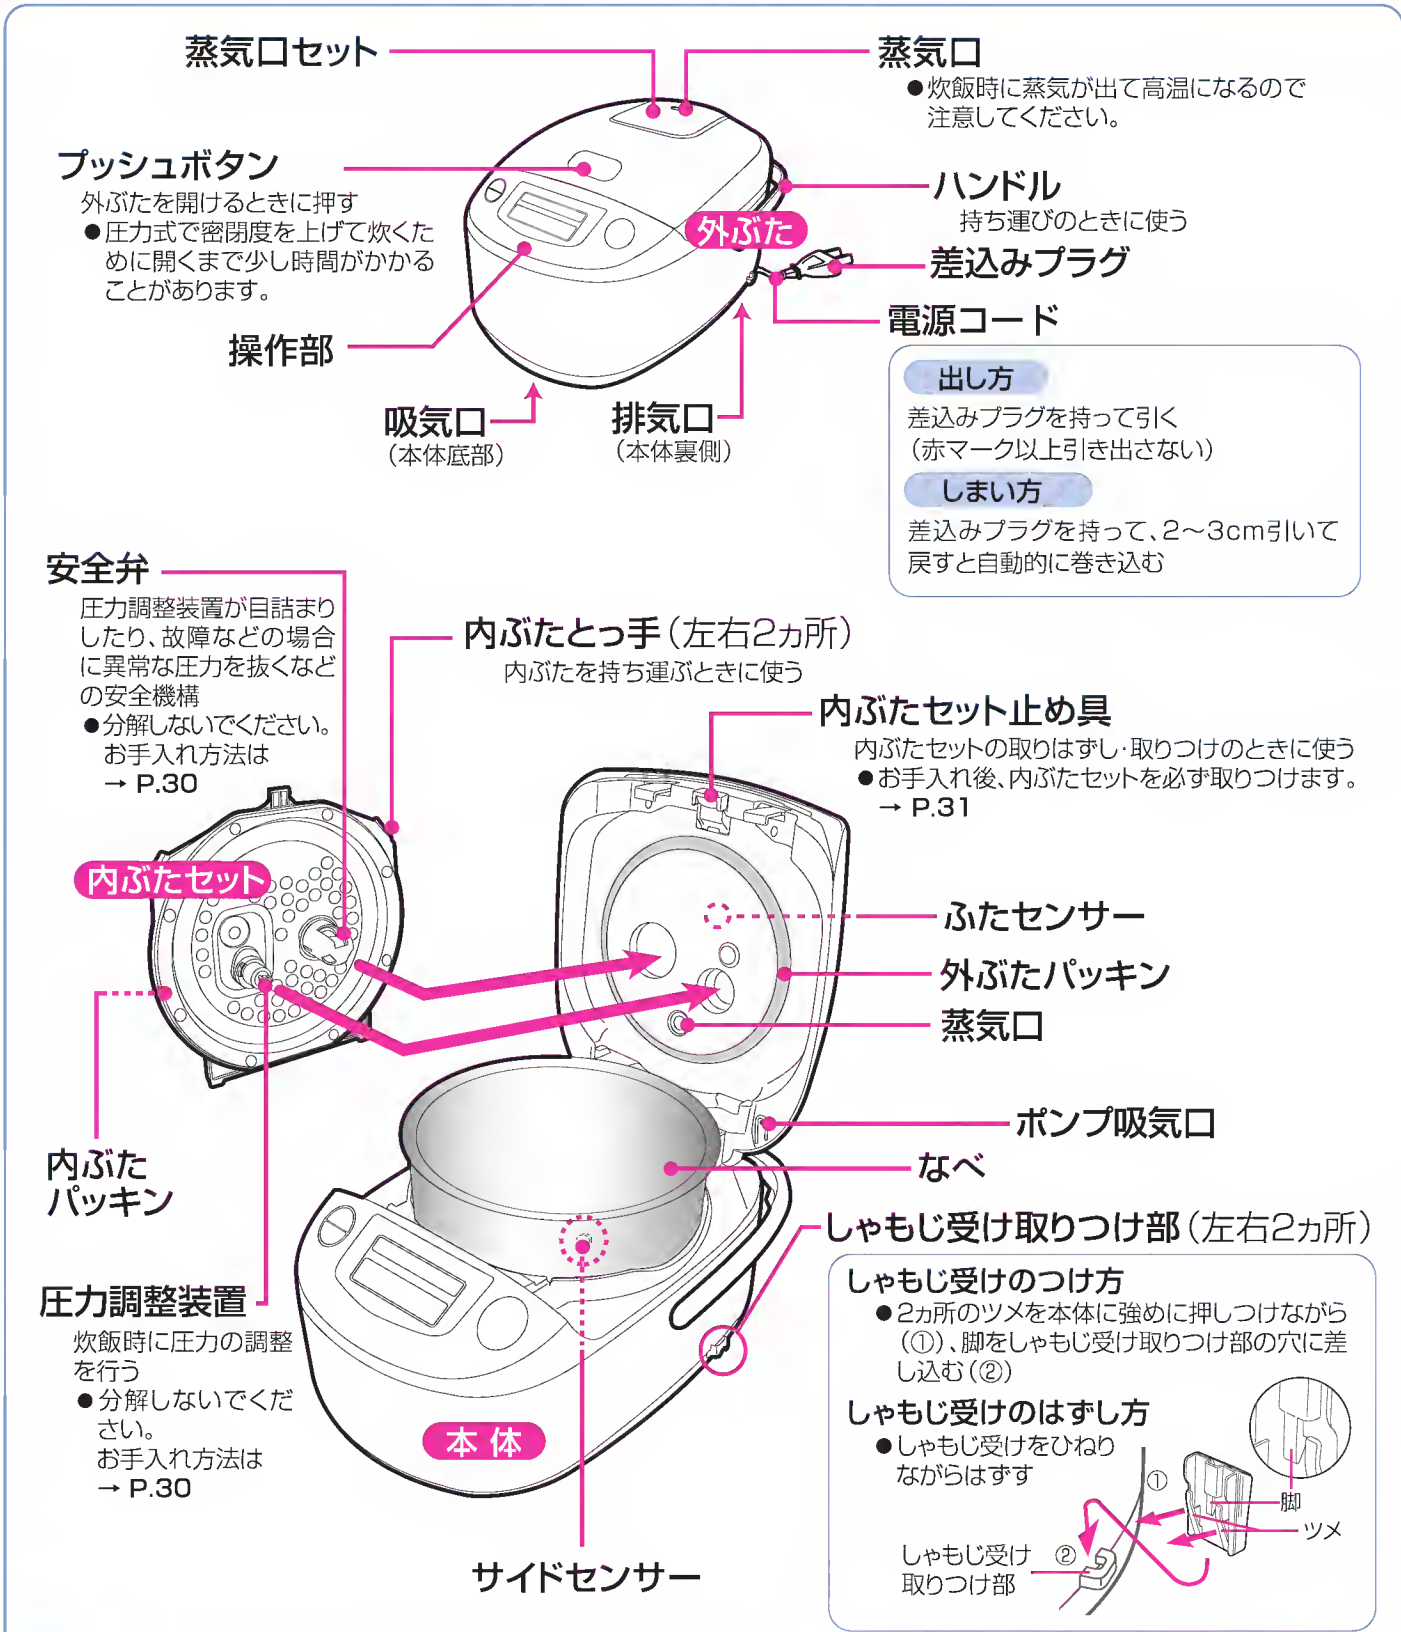 蒸気口セット
蒸気口
●炊飯時に蒸気が出て高温になるので
注意してください。
プッシュボタン
外ぶたを開けるときに押す
●圧力式で密閉度を上げて炊くた
めに開くまで少し時間がかかる
ことがあります。
ハンドル
持ち運びのときに使う
外ぶた
差込みプラグ
電源コード
操作部
吸気口
(本体底部)
排気口
(本体裏側)
出し方
差込みプラグを持って引く
(赤マーク以上引き出さない)
しまい方
差込みプラグを持って、2〜3cm引いて
戻すと自動的に巻き込む
安全弁
圧力調整装置が目詰まり
したり、故障などの場合
に異常な圧力を抜くなど
の安全機構
●分解しないでください。
お手入れ方法は
→ P.30
内ぶたとっ手(左右2ヵ所)
内ぶたを持ち運ぶときに使う
内ぶたセット止め具
内ぶたセットの取りはずし・取りつけのときに使う
●お手入れ後、内ぶたセットを必ず取りつけます。
→ P.31
内ぶたセット
ふたセンサー
外ぶたパッキン
蒸気口
ポンプ吸気口
なべ
内ぶた
パッキン
しゃもじ受け取りつけ部(左右2ヵ所)
しゃもじ受けのつけ方
●2ヵ所のツメを本体に強めに押しつけながら
(①)、脚をしゃもじ受け取りつけ部の穴に差
し込む(②)
しゃもじ受けのはずし方
●しゃもじ受けをひねり
ながらはずす
①
脚
ツメ
②
しゃもじ受け
取りつけ部
圧力調整装置
炊飯時に圧力の調整
を行う
●分解しないでくだ
さい。
お手入れ方法は
→ P.30
本体
サイドセンサー